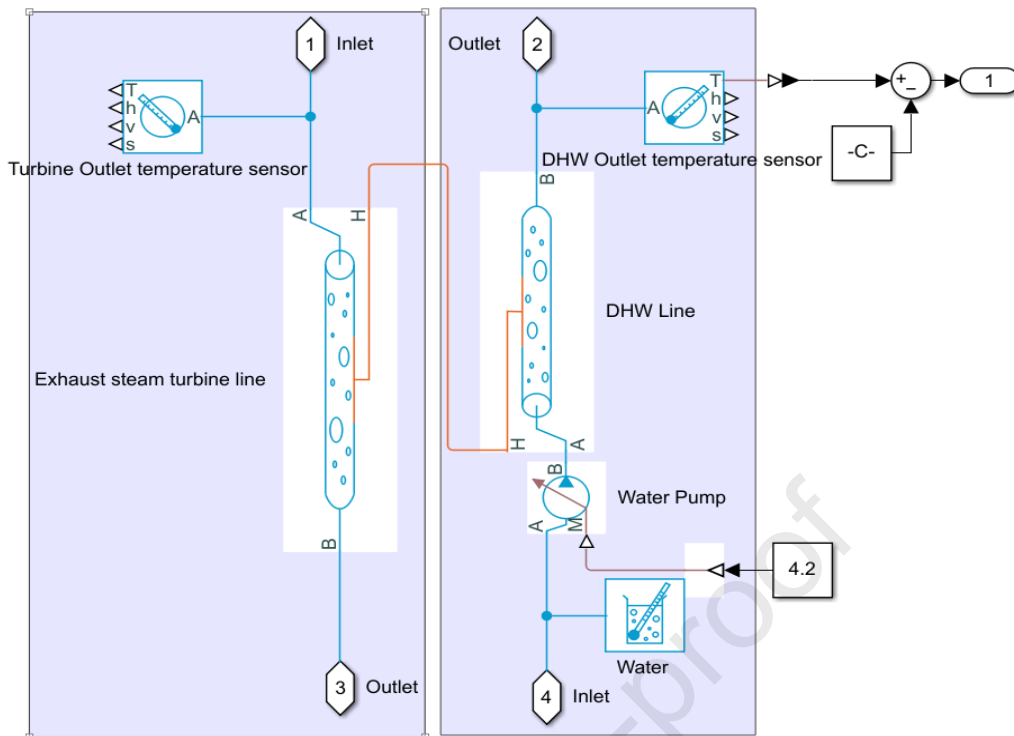 1
Inlet
T
h
v
s
A
Turbine Outlet temperature sensor
A
H
Exhaust steam turbine line
B
3
Outlet
Outlet
2
A
T
h
v
s
DHW Outlet temperature sensor
+
−
1
-C-
B
DHW Line
H
A
B
Water Pump
A
M
4.2
Water
4
Inlet